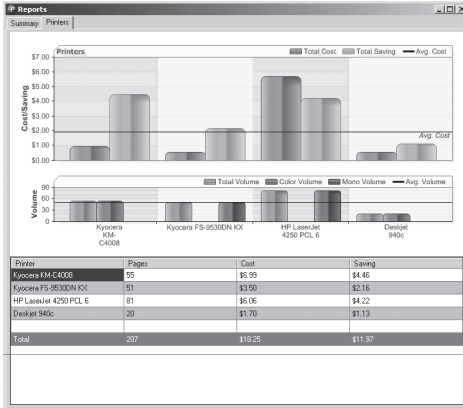 Reports
Summary Printers
Printers
Total Cost Total Saving Avg. Cost
$7.00
$6.00
$5.00
$4.00
$3.00
$2.00
$1.00
$0.00
Cost/Saving
Avg. Cost
Total Volume Color Volume Mono Volume Avg. Volume
90
60
30
0
Volume
Kyocera KM-C4008
Kyocera FS-9530DN KX
HP LaserJet 4250 PCL 6
Deskjet 940c
Printer Pages Cost Saving
Kyocera KM-C4008 55 $6.99 $4.46
Kyocera FS-9530DN KX 51 $3.50 $2.16
HP LaserJet 4250 PCL 6 81 $6.06 $4.22
Deskjet 940c 20 $1.70 $1.13
Total 207 $18.25 $11.97